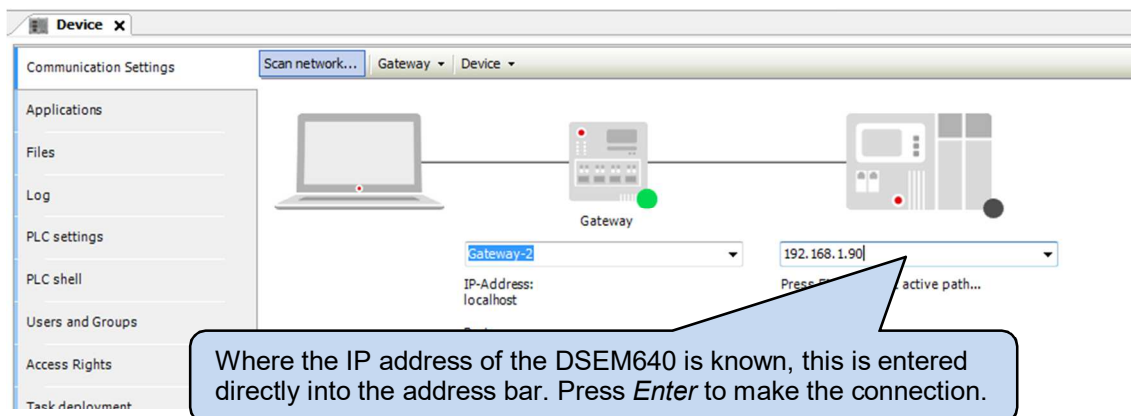 Device X
Communication Settings
Scan network... Gateway Device
Applications
Files
Log
PLC settings
PLC shell
Users and Groups
Access Rights
Task deployment
Gateway
Gateway-2
192.168.1.90
IP-Address:
localhost
Press active path...
Where the IP address of the DSEM640 is known, this is entered
directly into the address bar. Press Enter to make the connection.